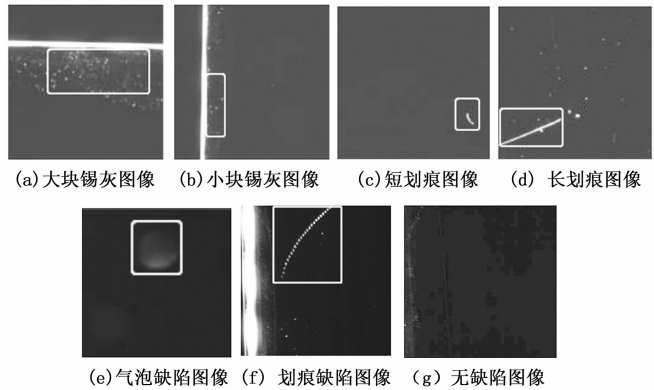 (a)大块锡灰图像
(b)小块锡灰图像
(c)短划痕图像
(d) 长划痕图像
(e)气泡缺陷图像
(f) 划痕缺陷图像
（g）无缺陷图像